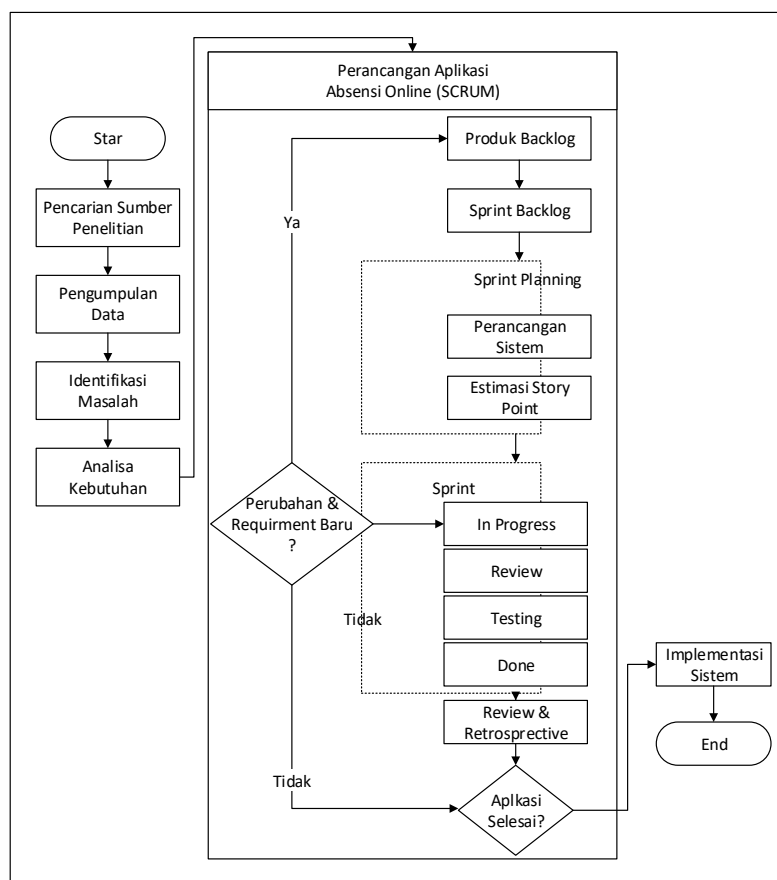 Perancangan Aplikasi
Absensi Online (SCRUM)
Star
Pencarian Sumber
Penelitian
Pengumpulan
Data
Identifikasi
Masalah
Analisa
Kebutuhan
Produk Backlog
Sprint Backlog
Ya
Sprint Planning
Perancangan
Sistem
Estimasi Story
Point
Perubahan &
Requirment Baru
?
Sprint
In Progress
Review
Testing
Done
Tidak
Review &
Retrosprective
Tidak
Aplkasi
Selesai?
Implementasi
Sistem
End